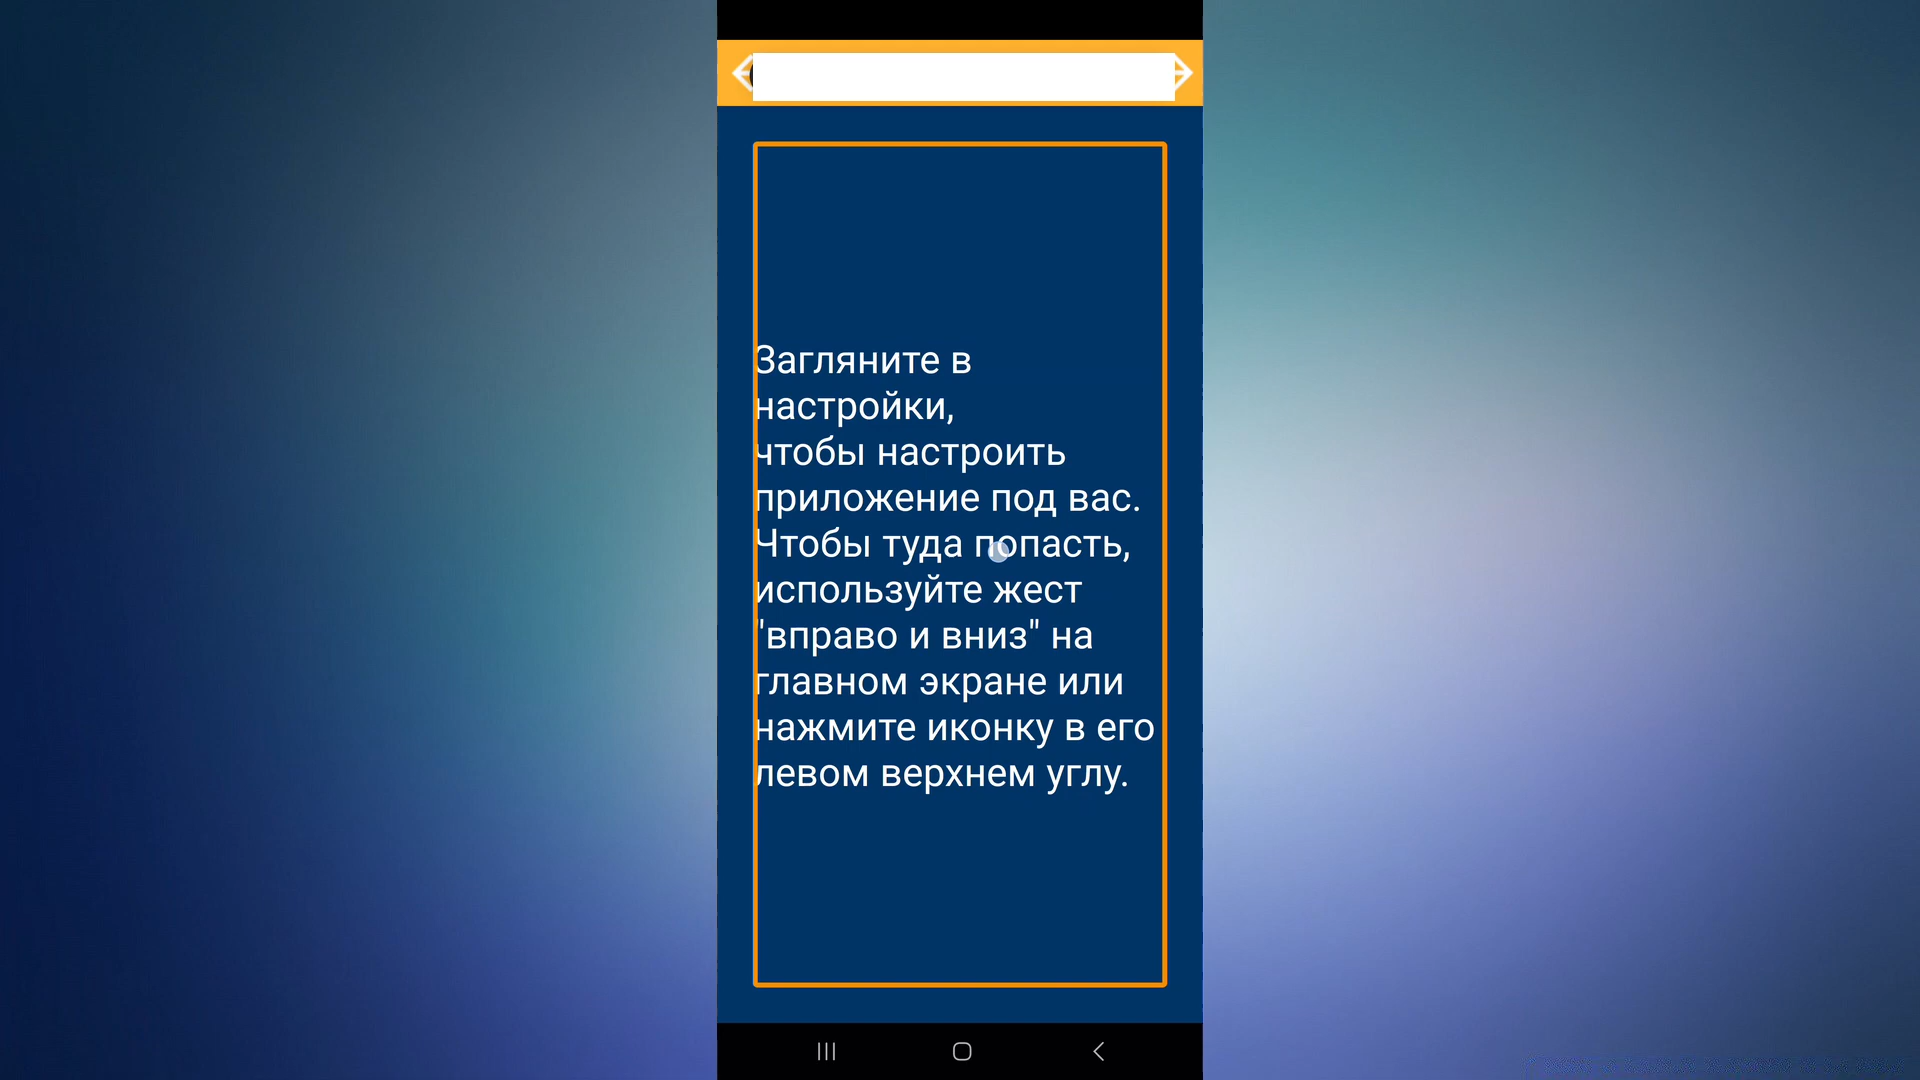 Загляните в
настройки,
чтобы настроить
приложение под вас.
Чтобы туда попасть,
используйте жест
"вправо и вниз" на
главном экране или
нажмите иконку в его
левом верхнем углу.